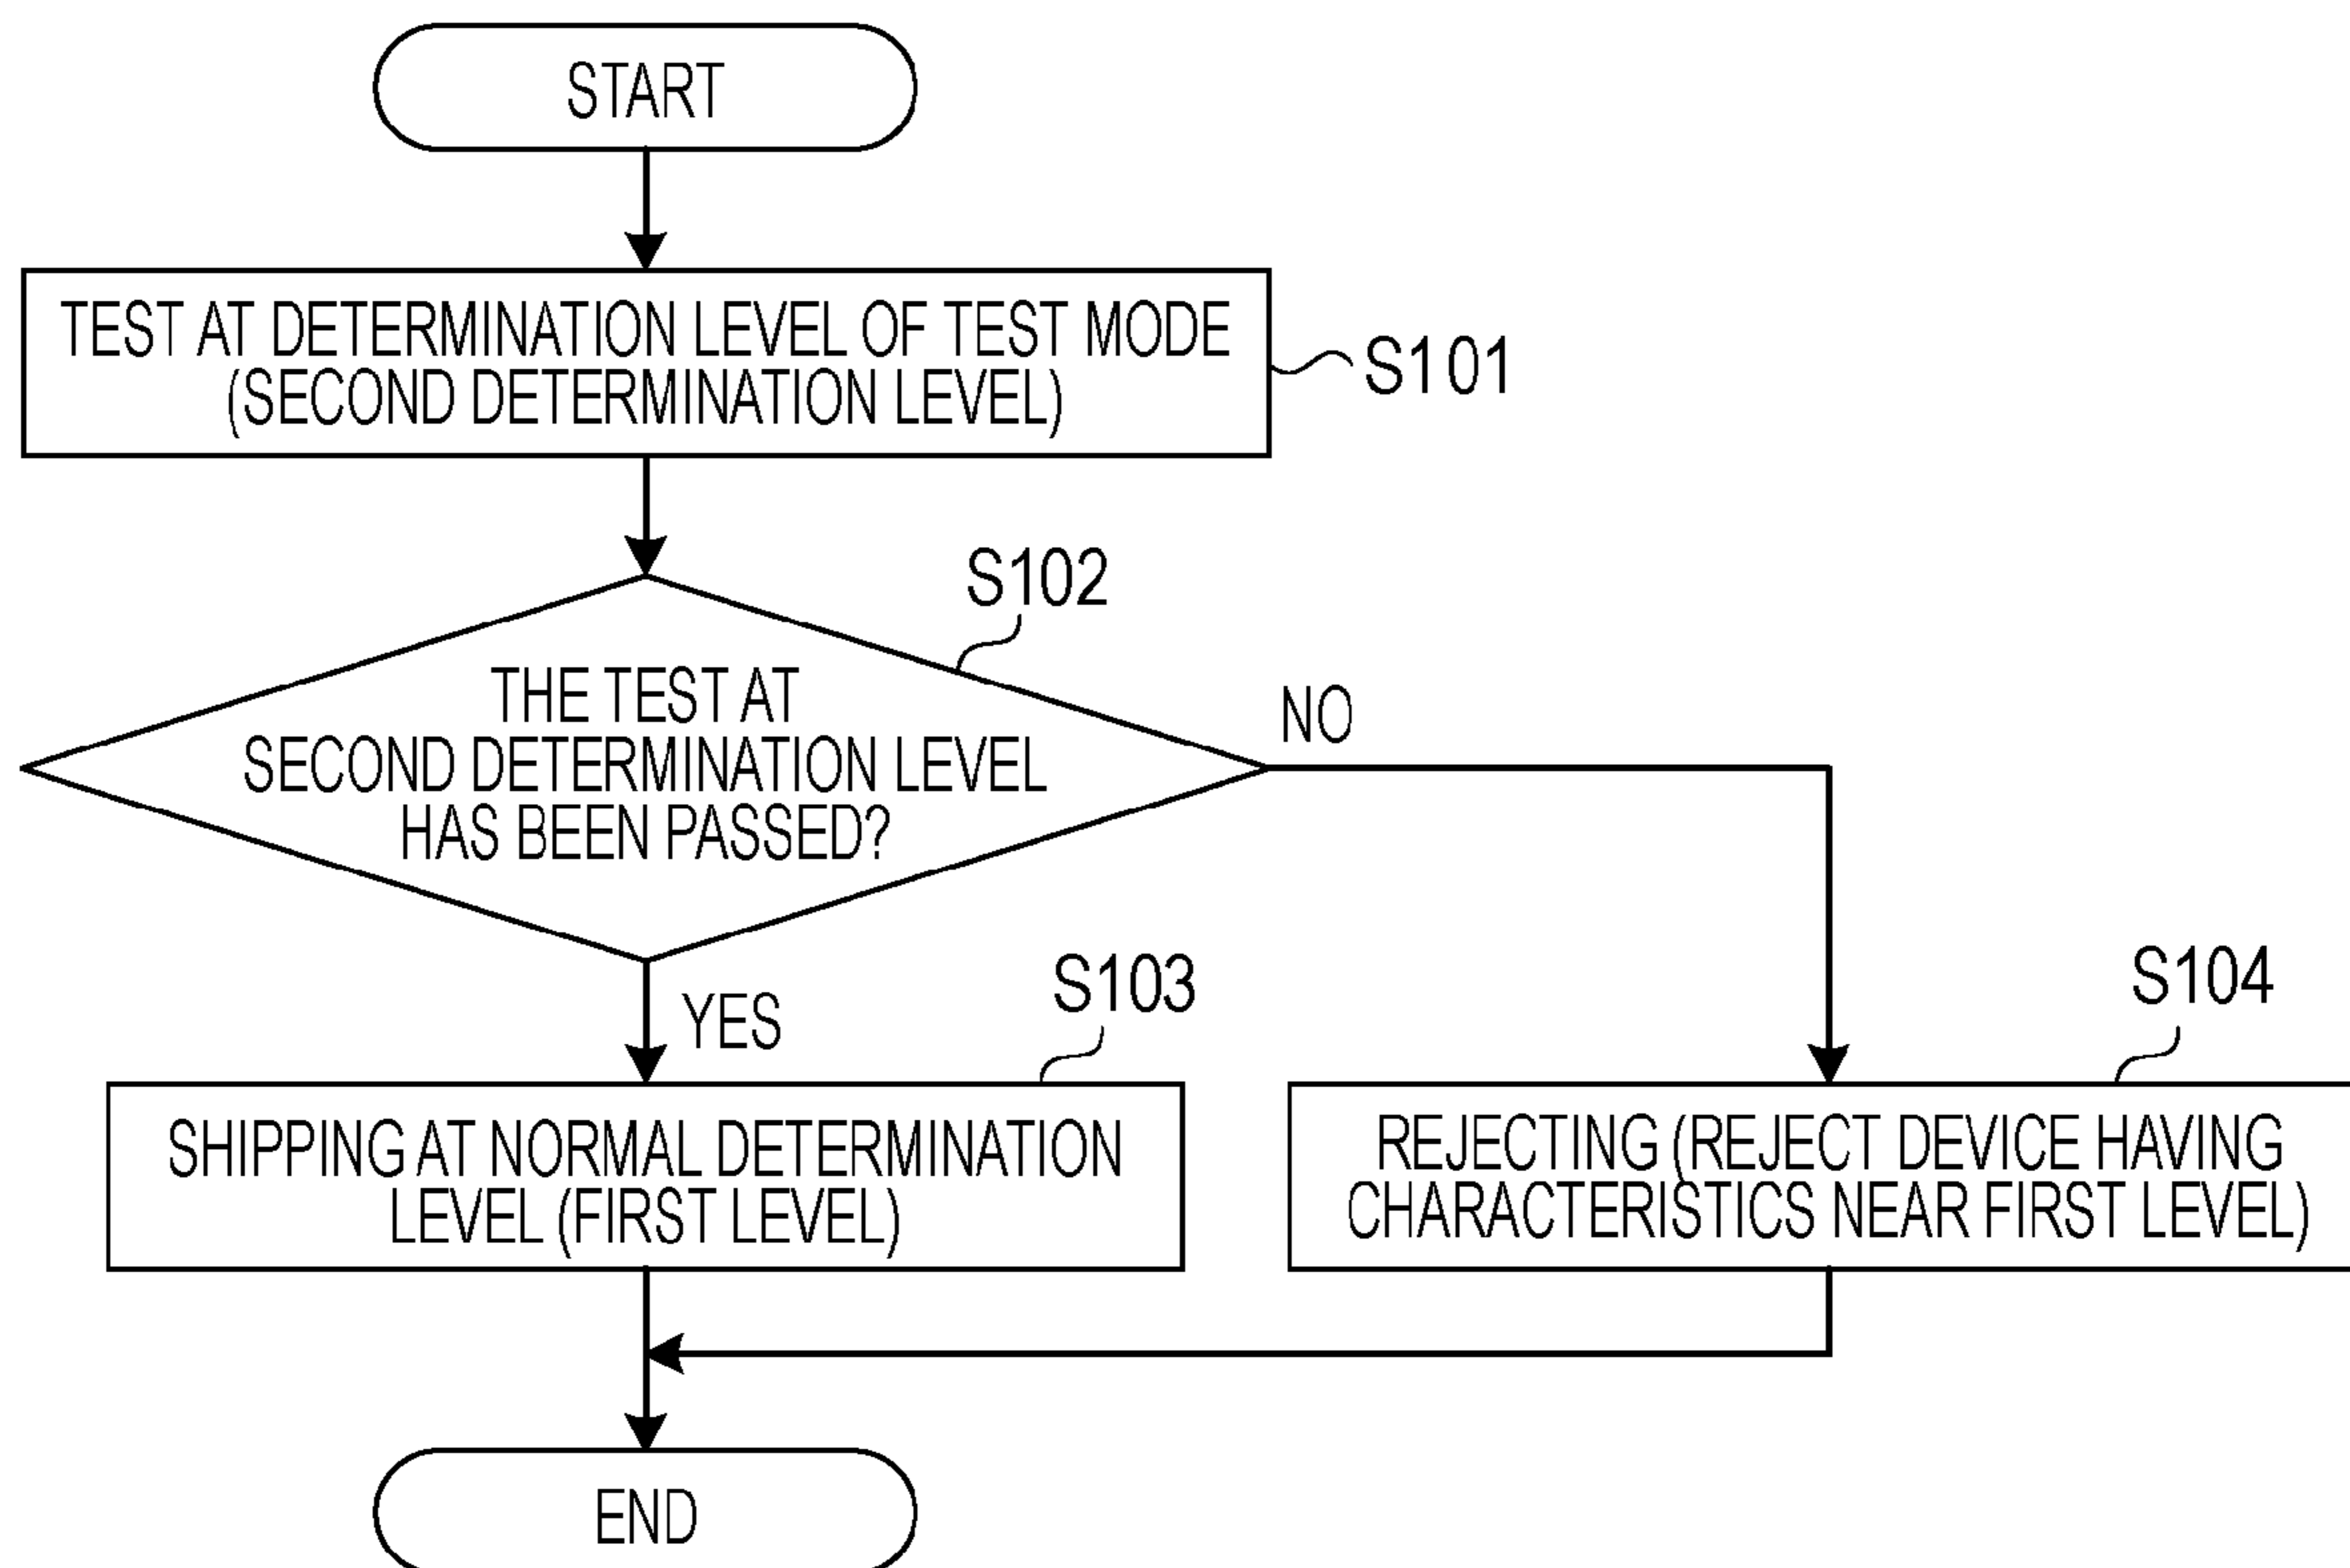 START
TEST AT DETERMINATION LEVEL OF TEST MODE
(SECOND DETERMINATION LEVEL)
S101
S102
THE TEST AT
SECOND DETERMINATION LEVEL
HAS BEEN PASSED?
NO
YES
S103
SHIPPING AT NORMAL DETERMINATION
LEVEL (FIRST LEVEL)
S104
REJECTING (REJECT DEVICE HAVING
CHARACTERISTICS NEAR FIRST LEVEL)
END